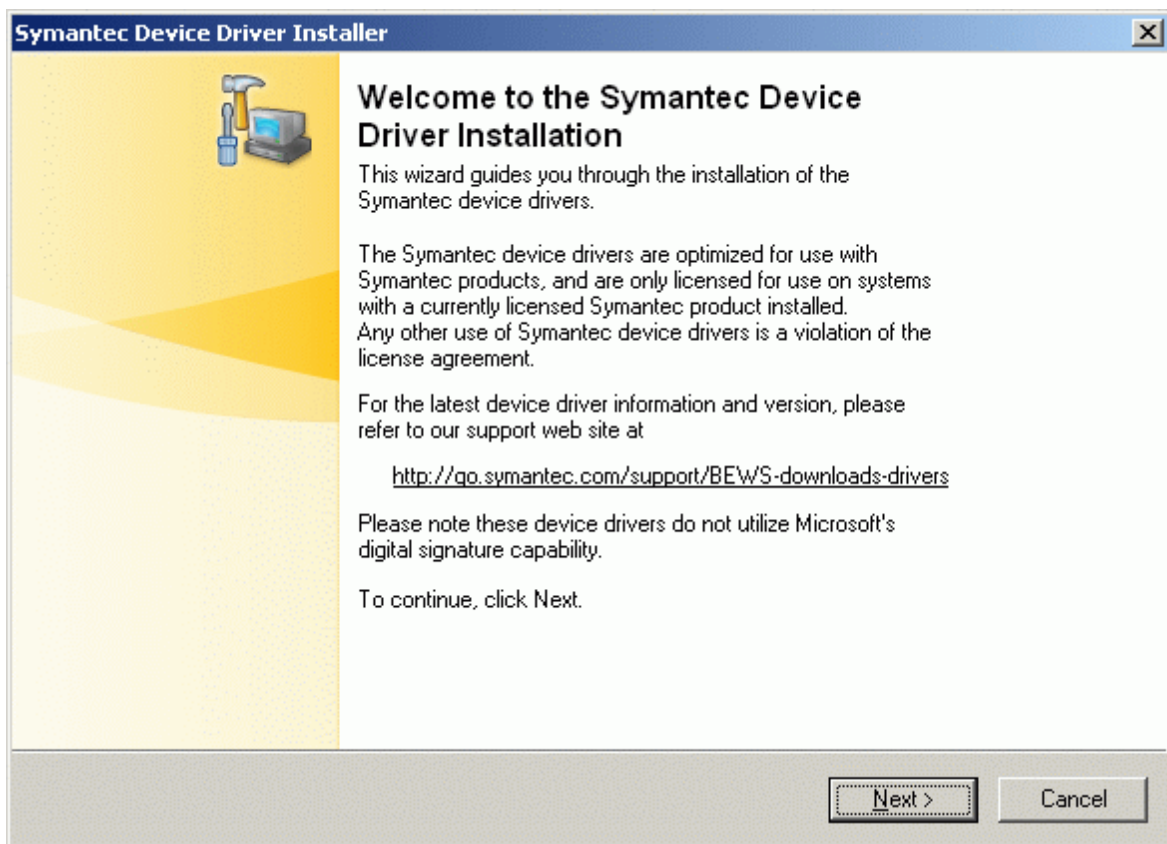 Symantec Device Driver Installer
Welcome to the Symantec Device
Driver Installation
This wizard guides you through the installation of the
Symantec device drivers.
The Symantec device drivers are optimized for use with
Symantec products, and are only licensed for use on systems
with a currently licensed Symantec product installed.
Any other use of Symantec device drivers is a violation of the
license agreement.
For the latest device driver information and version, please
refer to our support web site at
http://go.symantec.com/support/BEWS-downloads-drivers
Please note these device drivers do not utilize Microsoft's
digital signature capability.
To continue, click Next.
Next >
Cancel